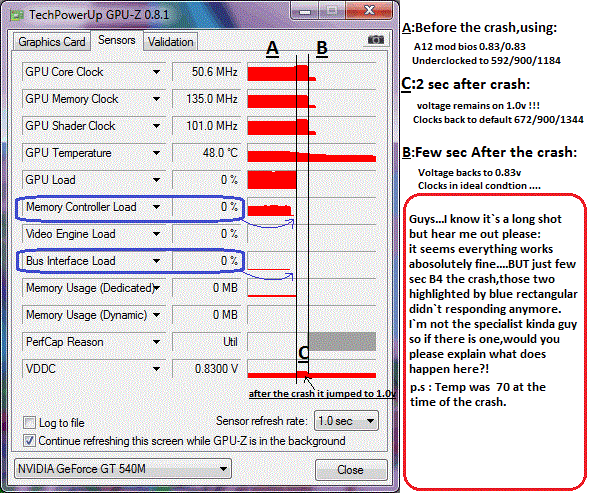 TechPowerUp GPU-Z 0.8.1
Graphics Card Sensors Validation
A B
GPU Core Clock 50.6 MHz
GPU Memory Clock 135.0 MHz
GPU Shader Clock 101.0 MHz
GPU Temperature 48.0 °C
GPU Load 0 %
Memory Controller Load 0 %
Video Engine Load 0 %
Bus Interface Load 0 %
Memory Usage (Dedicated) 0 MB
Memory Usage (Dynamic) 0 MB
PerfCap Reason Util
VDDC 0.8300 V
C
after the crash it jumped to 1.0v
Log to file
Sensor refresh rate: 1.0 sec
Continue refreshing this screen while GPU-Z is in the background
NVIDIA GeForce GT 540M
Close
A:Before the crash,using:
A12 mod bios 0.83/0.83
Underclocked to 592/900/1184
C:2 sec after crash:
voltage remains on 1.0v !!!
Clocks back to default 672/900/1344
B:Few sec After the crash:
Voltage backs to 0.83v
Clocks in ideal condtion ....
Guys...I know it`s a long shot
but hear me out please:
it seems everything works
abosolutely fine....BUT just few
sec B4 the crash,those two
highlighted by blue rectangular
didn`t responding anymore.
I`m not the specialist kinda guy
so if there is one,would you
please explain what does
happen here?!
p.s : Temp was 70 at the
time of the crash.